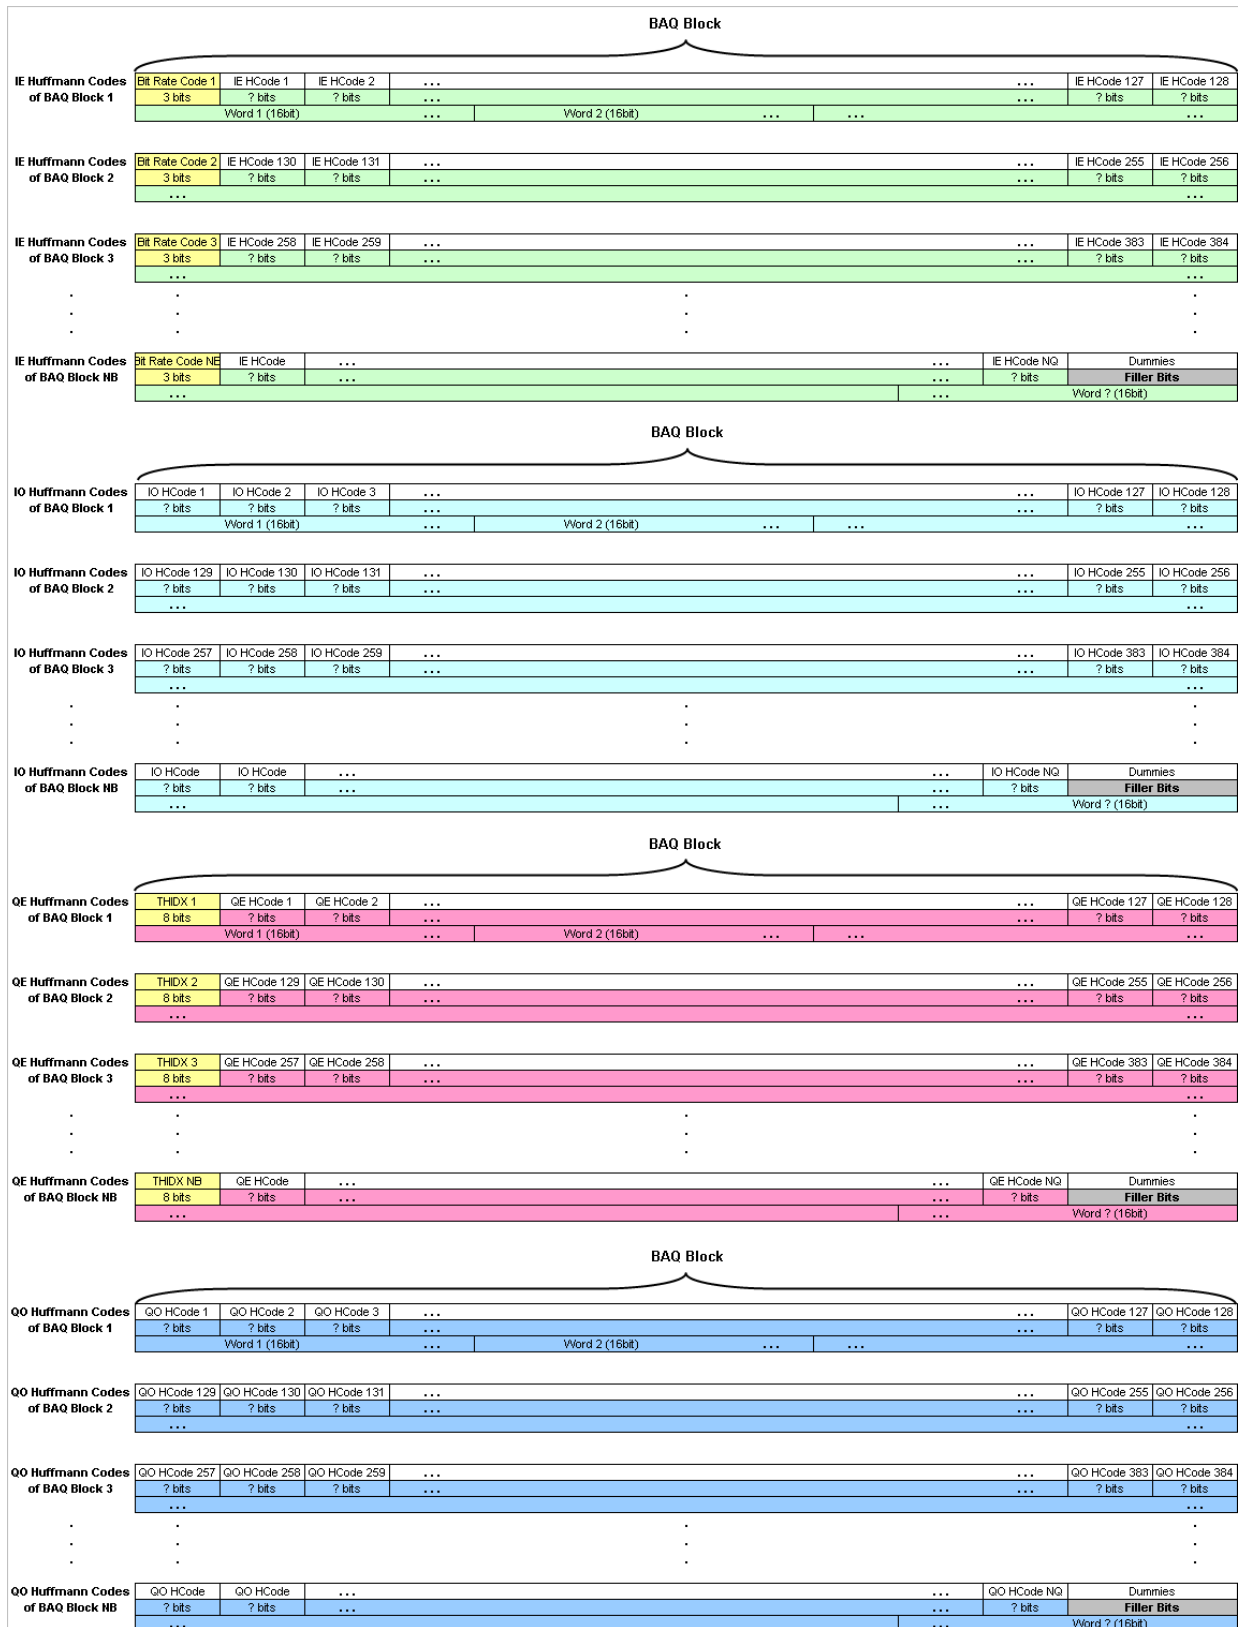 BAQ Block
IE Huffmann Codes of BAQ Block 1
Bit Rate Code 1 IE HCode 1 IE HCode 2 ... ... IE HCode 127 IE HCode 128
3 bits ? bits ? bits ... ... ? bits ? bits
Word 1 (16bit) ... Word 2 (16bit) ... ... ...
IE Huffmann Codes of BAQ Block 2
Bit Rate Code 2 IE HCode 130 IE HCode 131 ... ... IE HCode 255 IE HCode 256
3 bits ? bits ? bits ... ... ? bits ? bits
... ...
IE Huffmann Codes of BAQ Block 3
Bit Rate Code 3 IE HCode 258 IE HCode 259 ... ... IE HCode 383 IE HCode 384
3 bits ? bits ? bits ... ... ? bits ? bits
... ...
. . . .
. . . .
. . . .
IE Huffmann Codes of BAQ Block NB
Bit Rate Code NB IE HCode ... ... IE HCode NQ Dummies
3 bits ? bits ... ... ? bits Filler Bits
... ... Word ? (16bit)
BAQ Block
IO Huffmann Codes of BAQ Block 1
IO HCode 1 IO HCode 2 IO HCode 3 ... ... IO HCode 127 IO HCode 128
? bits ? bits ? bits ... ... ? bits ? bits
Word 1 (16bit) ... Word 2 (16bit) ... ... ...
IO Huffmann Codes of BAQ Block 2
IO HCode 129 IO HCode 130 IO HCode 131 ... ... IO HCode 255 IO HCode 256
? bits ? bits ? bits ... ... ? bits ? bits
... ...
IO Huffmann Codes of BAQ Block 3
IO HCode 257 IO HCode 258 IO HCode 259 ... ... IO HCode 383 IO HCode 384
? bits ? bits ? bits ... ... ? bits ? bits
... ...
. . . .
. . . .
. . . .
IO Huffmann Codes of BAQ Block NB
IO HCode IO HCode ... ... IO HCode NQ Dummies
? bits ? bits ... ... ? bits Filler Bits
... ... Word ? (16bit)
BAQ Block
QE Huffmann Codes of BAQ Block 1
THIDX 1 QE HCode 1 QE HCode 2 ... ... QE HCode 127 QE HCode 128
8 bits ? bits ? bits ... ... ? bits ? bits
Word 1 (16bit) ... Word 2 (16bit) ... ... ...
QE Huffmann Codes of BAQ Block 2
THIDX 2 QE HCode 129 QE HCode 130 ... ... QE HCode 255 QE HCode 256
8 bits ? bits ? bits ... ... ? bits ? bits
... ...
QE Huffmann Codes of BAQ Block 3
THIDX 3 QE HCode 257 QE HCode 258 ... ... QE HCode 383 QE HCode 384
8 bits ? bits ? bits ... ... ? bits ? bits
... ...
. . . .
. . . .
. . . .
QE Huffmann Codes of BAQ Block NB
THIDX NB QE HCode ... ... QE HCode NQ Dummies
8 bits ? bits ... ... ? bits Filler Bits
... ... Word ? (16bit)
BAQ Block
QO Huffmann Codes of BAQ Block 1
QO HCode 1 QO HCode 2 QO HCode 3 ... ... QO HCode 127 QO HCode 128
? bits ? bits ? bits ... ... ? bits ? bits
Word 1 (16bit) ... Word 2 (16bit) ... ... ...
QO Huffmann Codes of BAQ Block 2
QO HCode 129 QO HCode 130 QO HCode 131 ... ... QO HCode 255 QO HCode 256
? bits ? bits ? bits ... ... ? bits ? bits
... ...
QO Huffmann Codes of BAQ Block 3
QO HCode 257 QO HCode 258 QO HCode 259 ... ... QO HCode 383 QO HCode 384
? bits ? bits ? bits ... ... ? bits ? bits
... ...
. . . .
. . . .
. . . .
QO Huffmann Codes of BAQ Block NB
QO HCode QO HCode ... ... QO HCode NQ Dummies
? bits ? bits ... ... ? bits Filler Bits
... ... Word ? (16bit)